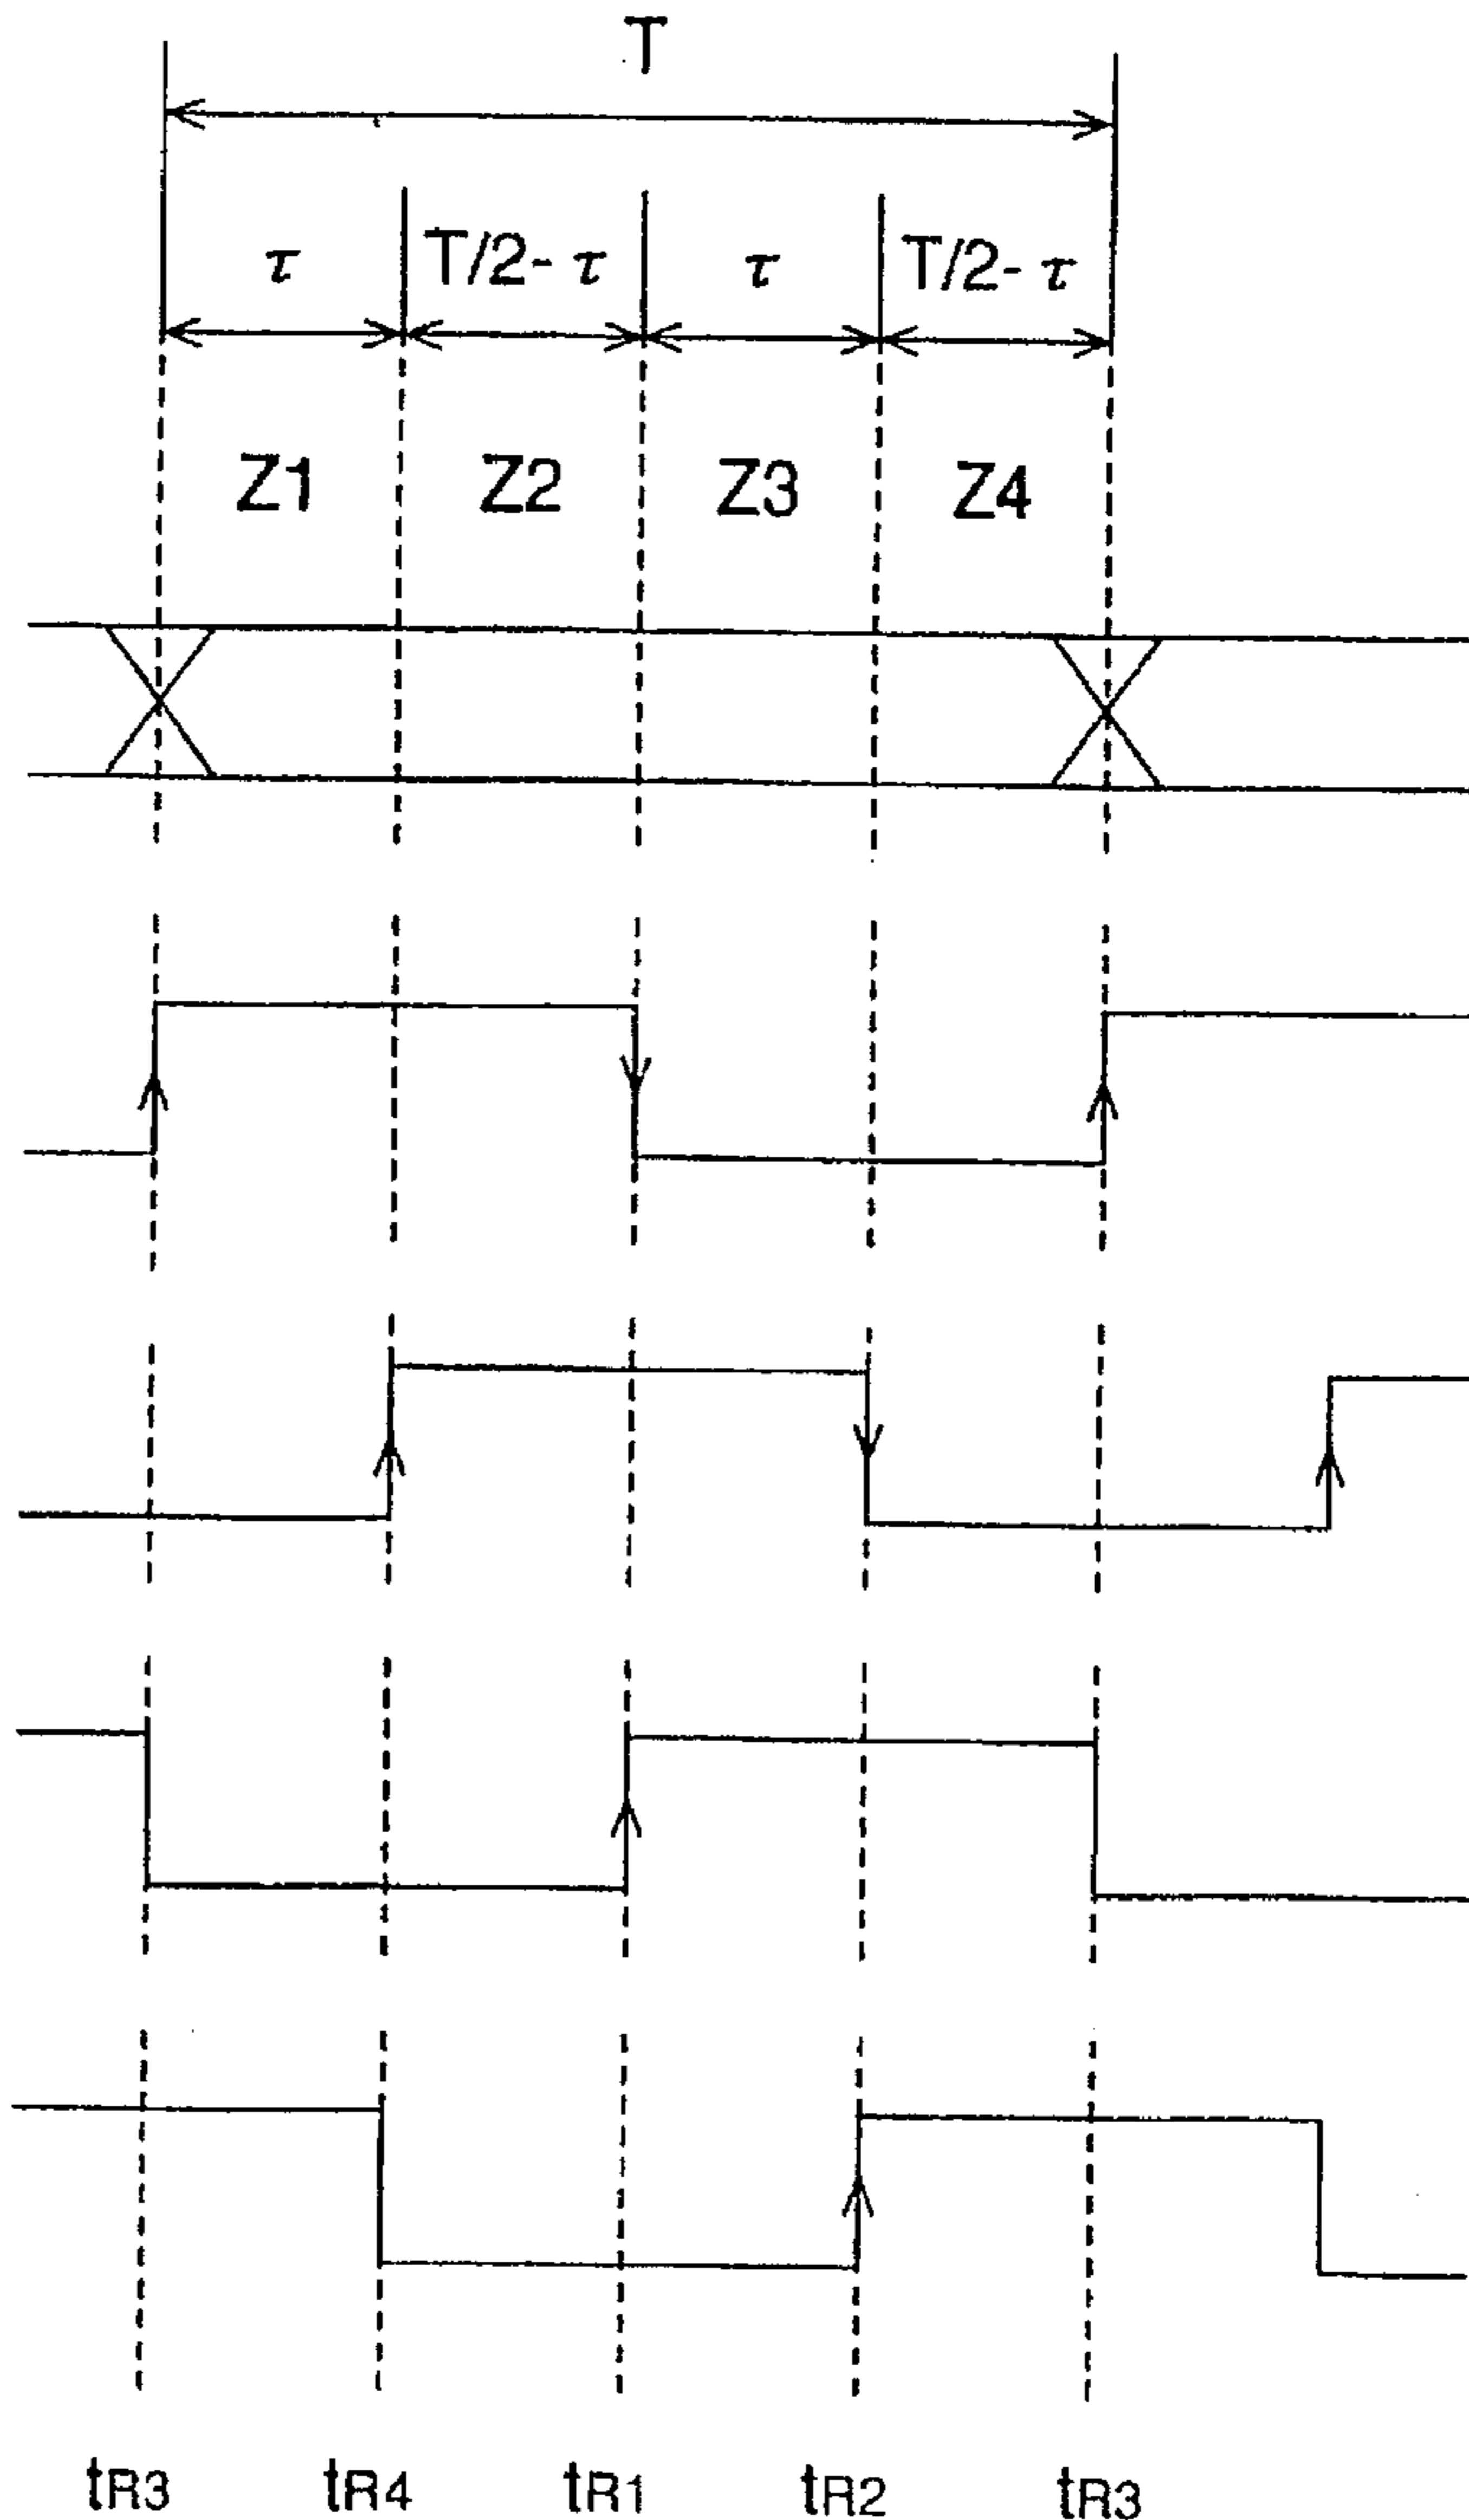 T
τ T/2-τ τ T/2-τ
Z1 Z2 Z3 Z4
tR3 tR4 tR1 tR2 tR3